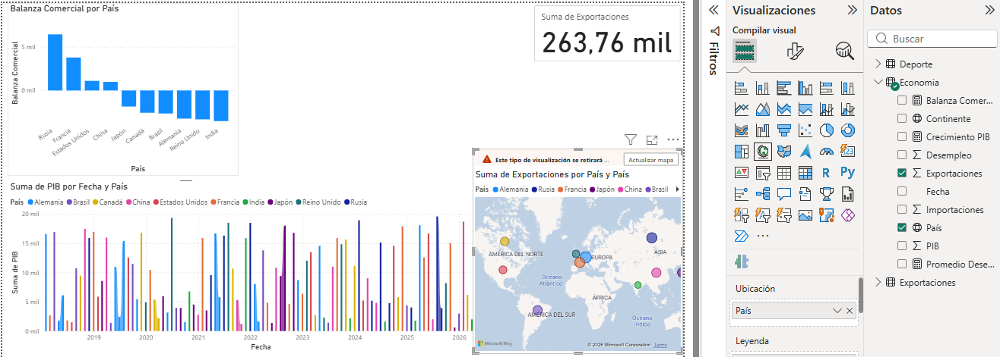 Balanza Comercial por País
Balanza Comercial
5 mil
0 mil
Rusia
Francia
Estados Unidos
China
Japón
Canadá
Brasil
Alemania
Reino Unido
India
País
Suma de Exportaciones
263,76 mil
Suma de PIB por Fecha y País
País Alemania Brasil Canadá China Estados Unidos Francia India Japón Reino Unido Rusia
Suma de PIB
20 mil
15 mil
10 mil
5 mil
0 mil
2019 2020 2021 2022 2023 2024 2025 2026
Fecha
Este tipo de visualización se retirará ...
Actualizar mapa
Suma de Exportaciones por País y País
País Alemania Rusia Francia Japón China Brasil
AMÉRICA DEL NORTE
EUROPA
ASIA
Océano
Atlántico
ÁFRICA
AMÉRICA DEL SUR
Océano
Índico
Microsoft Bing
© 2026 Microsoft Corporation Terms
Filtros
Visualizaciones
Compilar visual
123
R
Py
123
...
Ubicación
País
Leyenda
Datos
Buscar
Deporte
Economia
Balanza Comer...
Continente
Crecimiento PIB
Desempleo
Exportaciones
Fecha
Importaciones
País
PIB
Promedio Dese...
Exportaciones